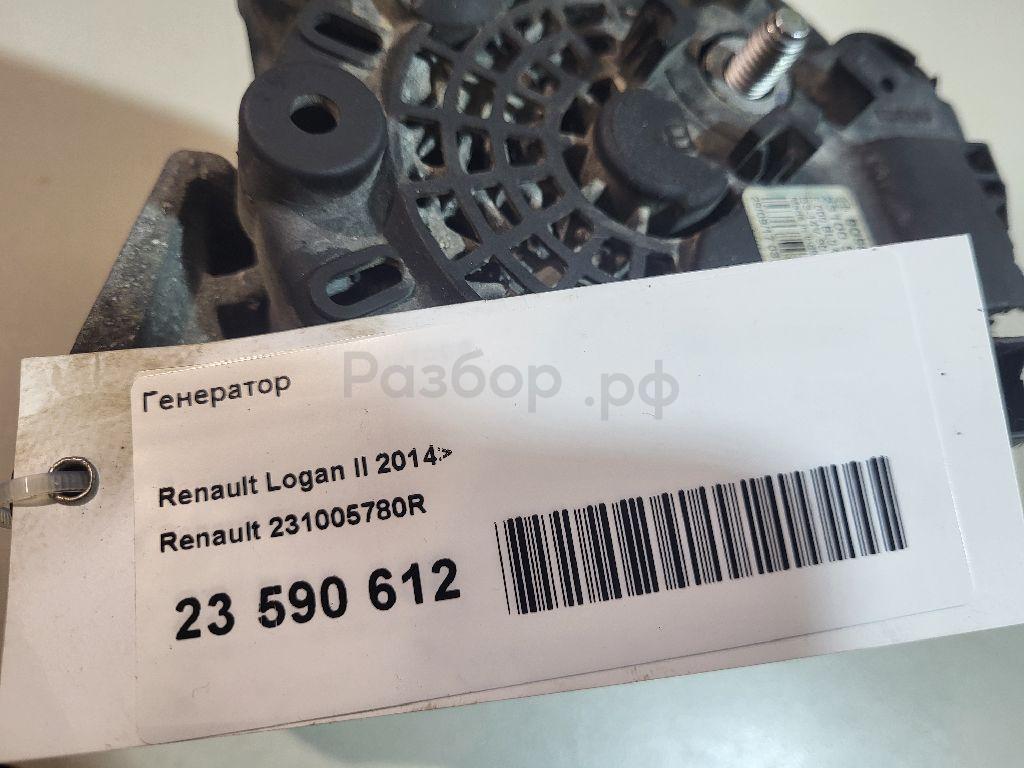 Разбор.рф
Генератор
Renault Logan II 2014>
Renault 231005780R
23 590 612